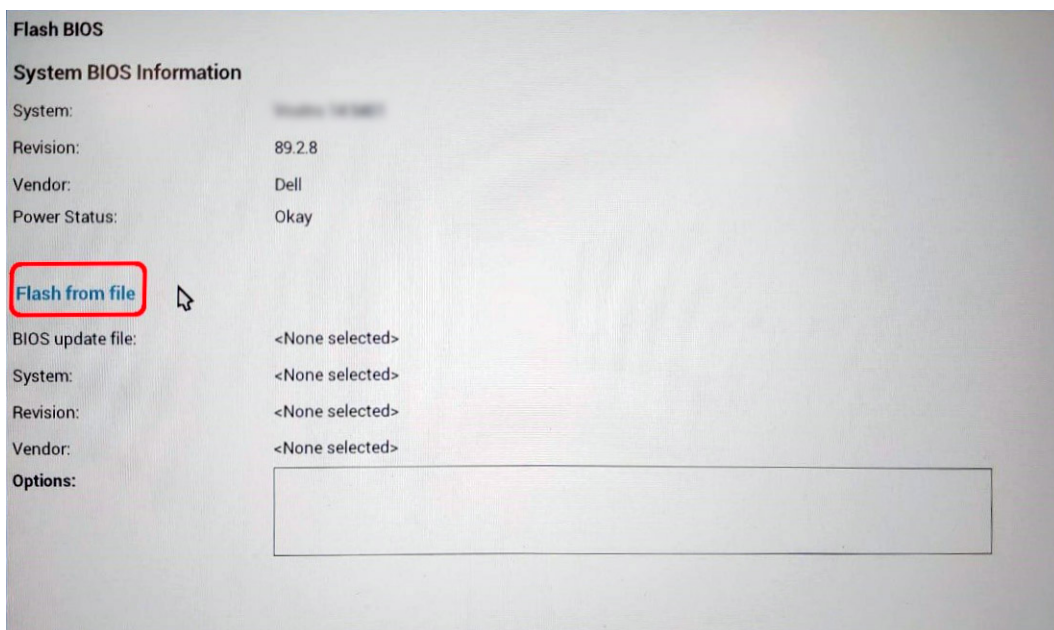 Flash BIOS
System BIOS Information
System:
Revision: 89.2.8
Vendor: Dell
Power Status: Okay
Flash from file
BIOS update file: <None selected>
System: <None selected>
Revision: <None selected>
Vendor: <None selected>
Options: